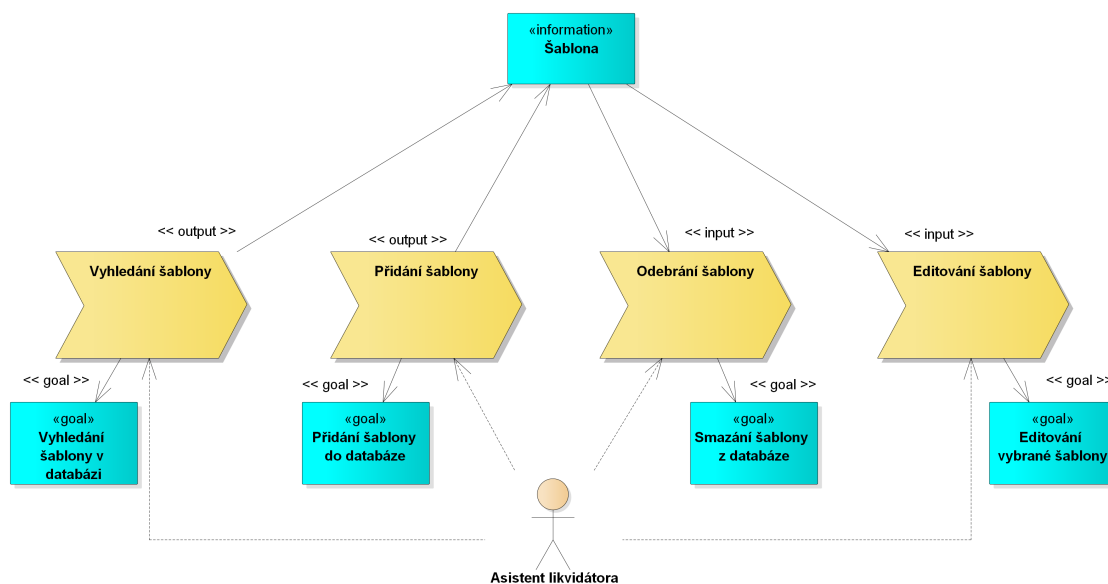 «information»
Šablona
<< output >>
<< output >>
<< input >>
<< input >>
Vyhledání šablony
Přidání šablony
Odebrání šablony
Editování šablony
<< goal >>
<< goal >>
<< goal >>
<< goal >>
«goal»
Vyhledání
šablony v
databázi
«goal»
Přidání šablony
do databáze
«goal»
Smazání šablony
z databáze
«goal»
Editování
vybrané šablony
Asistent likvidátora